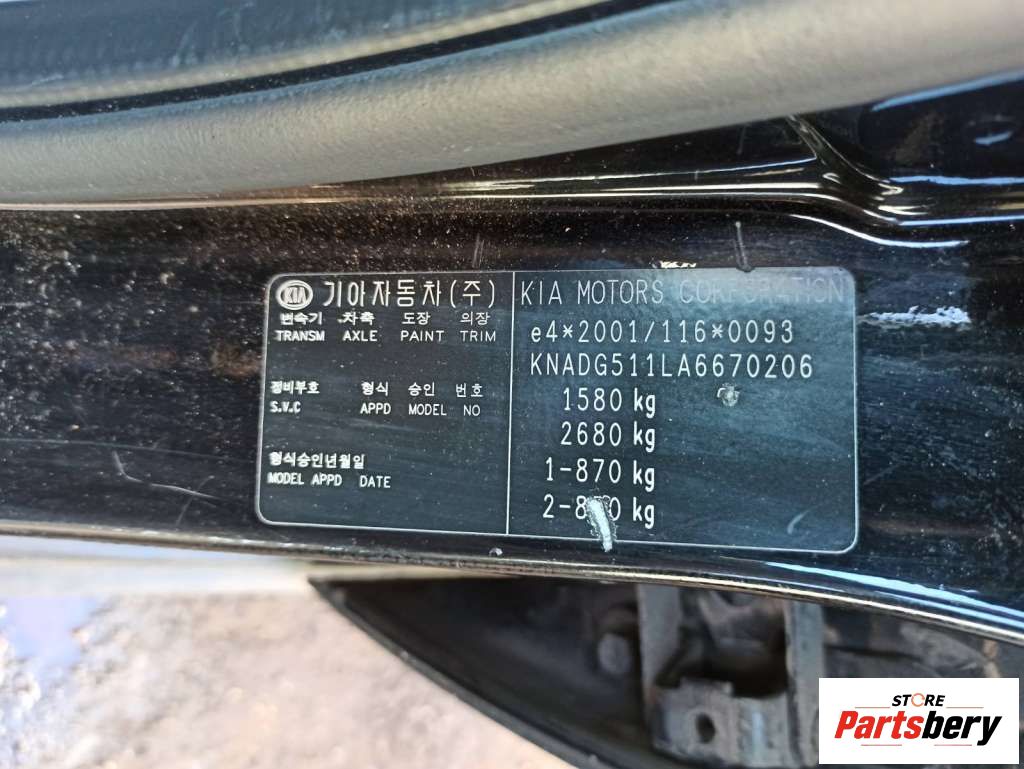 KIA 기아자동차(주)
변속기 차축 도장 의장
TRANSM AXLE PAINT TRIM
정비부호 형식 승인 번호
S.V.C APPD MODEL NO
형식승인년월일
MODEL APPD DATE
KIA MOTORS CORPORATION
e4*2001/116*0093
KNADG511LA6670206
1580 kg
2680 kg
1-870 kg
kg
STORE
Partsbery